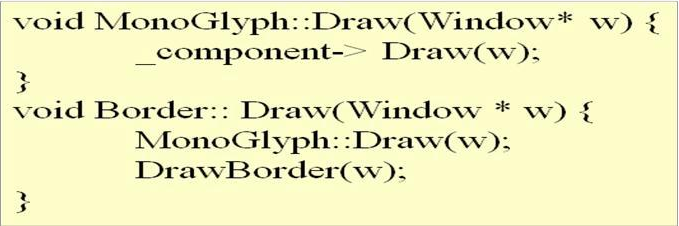 void MonoGlyph::Draw(Window* w) {
_component-> Draw(w);
}
void Border:: Draw(Window * w) {
MonoGlyph::Draw(w);
DrawBorder(w);
}